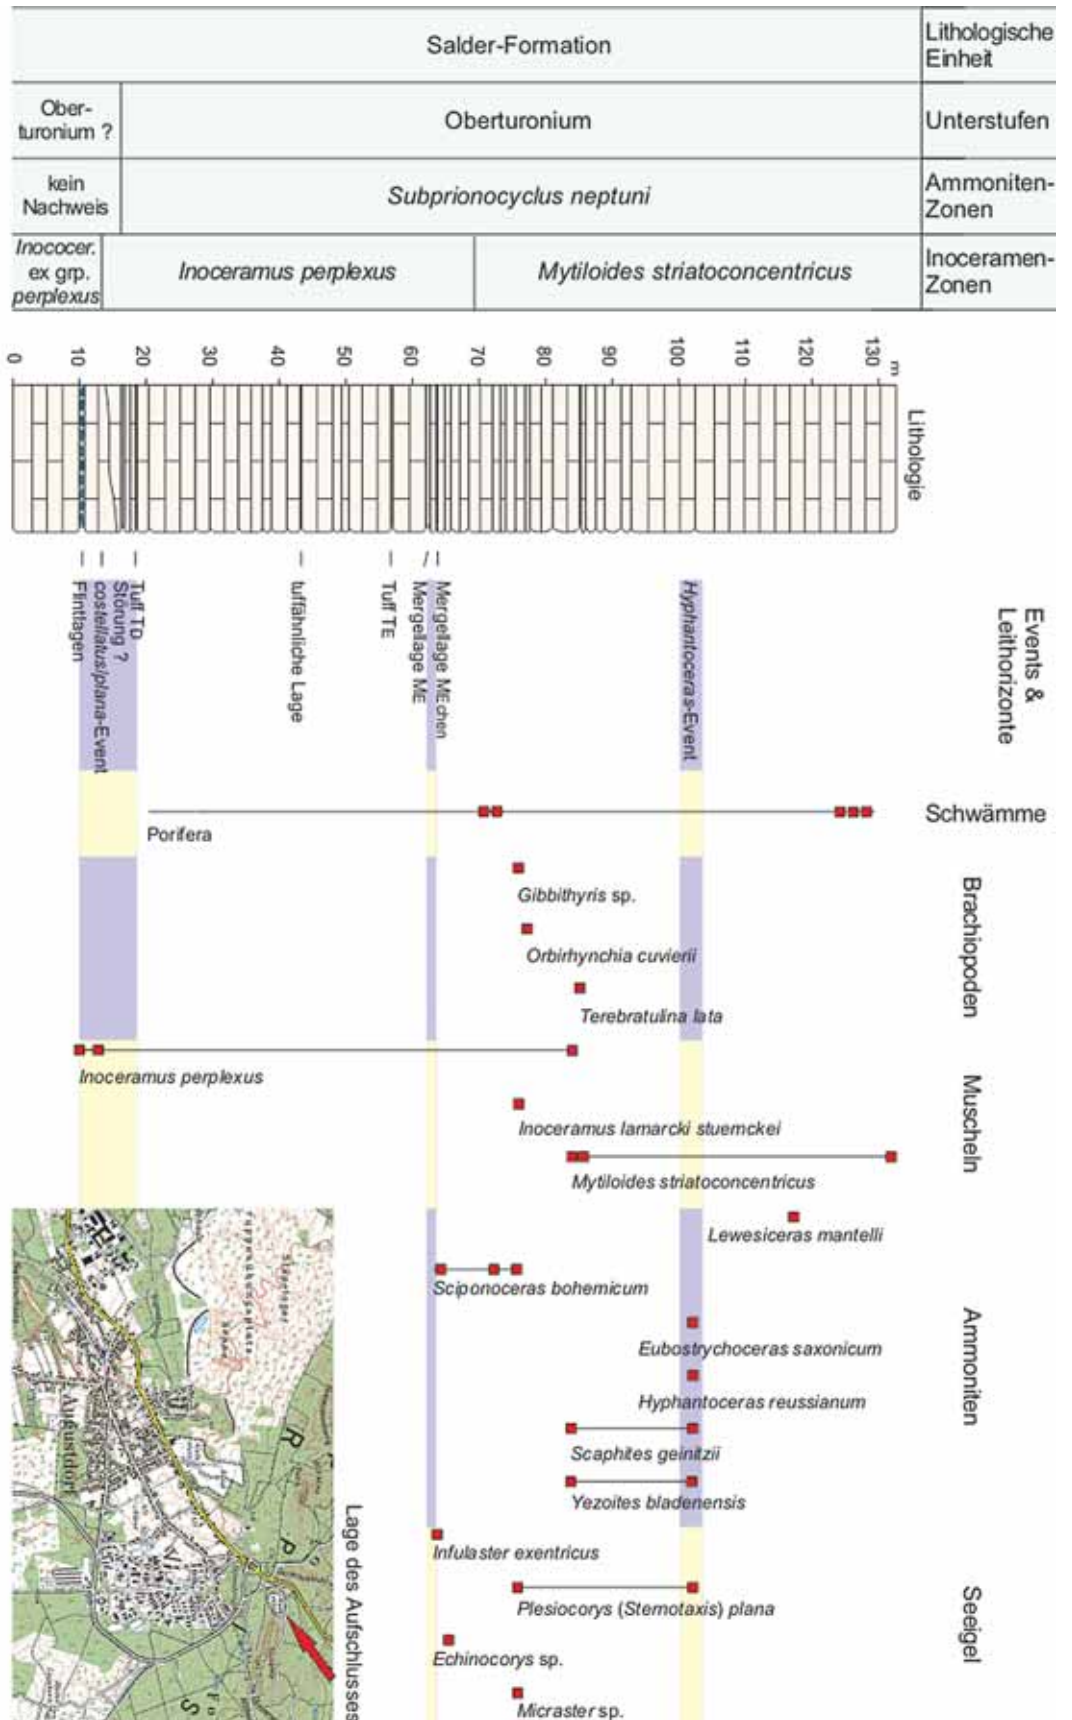 Salder-Formation
Lithologische
Einheit
Ober-
turonium ?
Oberturonium
Unterstufen
kein
Nachweis
Subprionocyclus neptuni
Ammoniten-
Zonen
Inococer.
ex grp.
perplexus
Inoceramus perplexus
Mytiloides striatoconcentricus
Inoceramen-
Zonen
0
10
20
30
40
50
60
70
80
90
100
110
120
130
m
Lithologie
Flintlagen
costellatus/plana-Event
Störung ?
Tuff TD
tuffähnliche Lage
Tuff TE
Mergellage ME
Mergellage MEchen
Hyphantoceras-Event
Events &
Leithorizonte
Porifera
Schwämme
Gibbithyris sp.
Orbirhynchia cuvierii
Terebratulina lata
Brachiopoden
Inoceramus perplexus
Inoceramus lamarcki stuemckei
Mytiloides striatoconcentricus
Muscheln
Lewesiceras mantelli
Sciponoceras bohemicum
Eubostrychoceras saxonicum
Hyphantoceras reussianum
Scaphites geinitzii
Yezoites bladenensis
Ammoniten
Infulaster exentricus
Plesiocorys (Sternotaxis) plana
Echinocorys sp.
Micraster sp.
Seeigel
Augustdorf
Lage des Aufschlusses